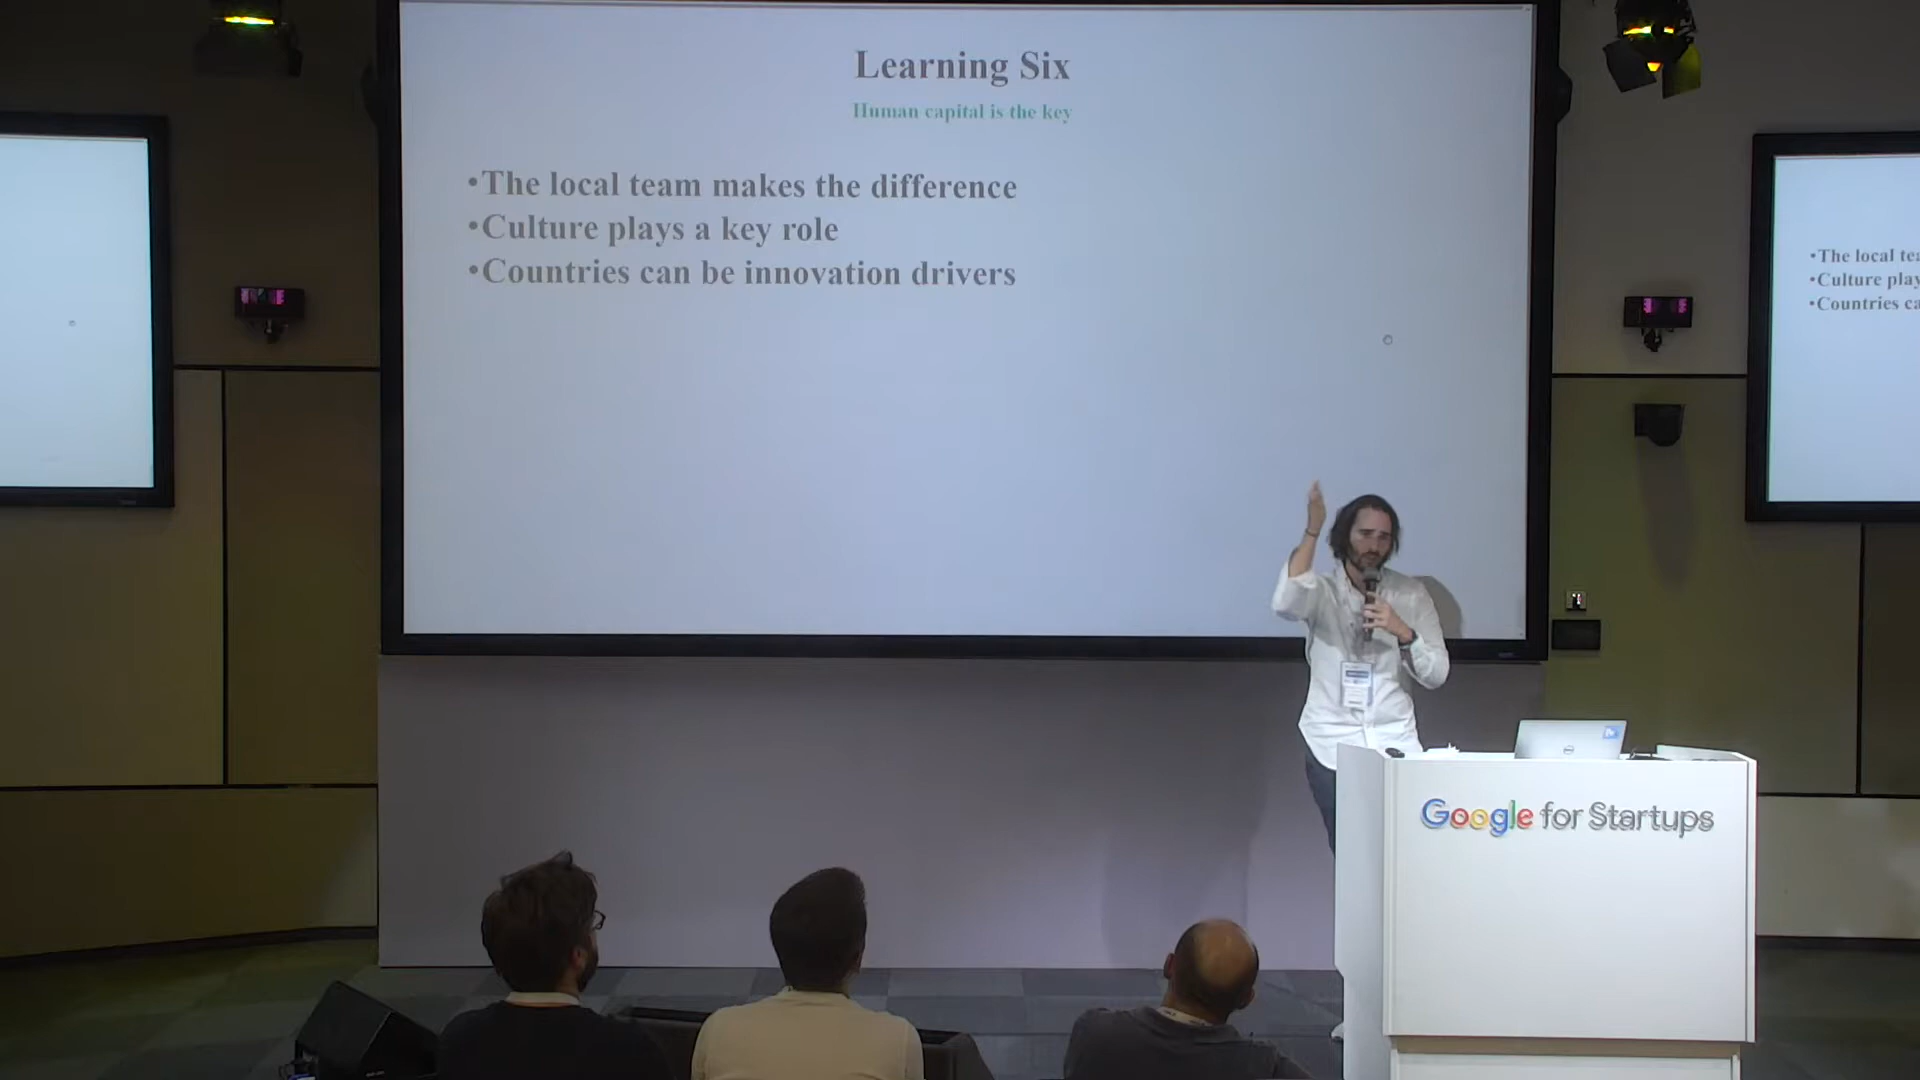 Learning Six
Human capital is the key
•The local team makes the difference
•Culture plays a key role
•Countries can be innovation drivers
•The local tea
•Culture play
•Countries ca
Google for Startups